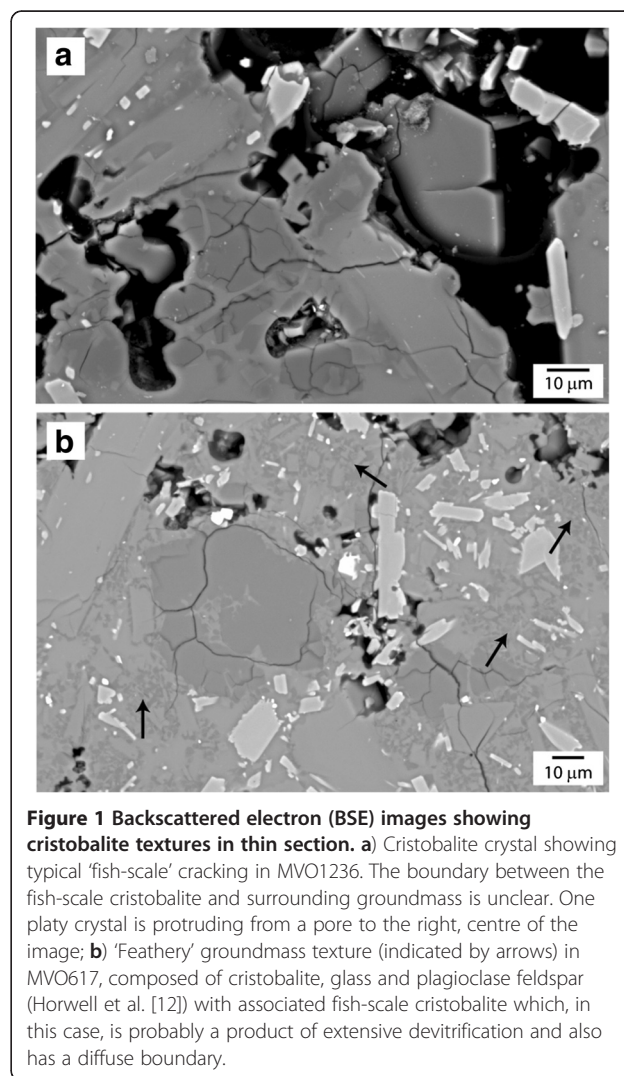 a
10 µm
b
10 µm
Figure 1 Backscattered electron (BSE) images showing
cristobalite textures in thin section. a) Cristobalite crystal showing
typical ‘fish-scale’ cracking in MVO1236. The boundary between the
fish-scale cristobalite and surrounding groundmass is unclear. One
platy crystal is protruding from a pore to the right, centre of the
image; b) ‘Feathery’ groundmass texture (indicated by arrows) in
MVO617, composed of cristobalite, glass and plagioclase feldspar
(Horwell et al. [12]) with associated fish-scale cristobalite which, in
this case, is probably a product of extensive devitrification and also
has a diffuse boundary.